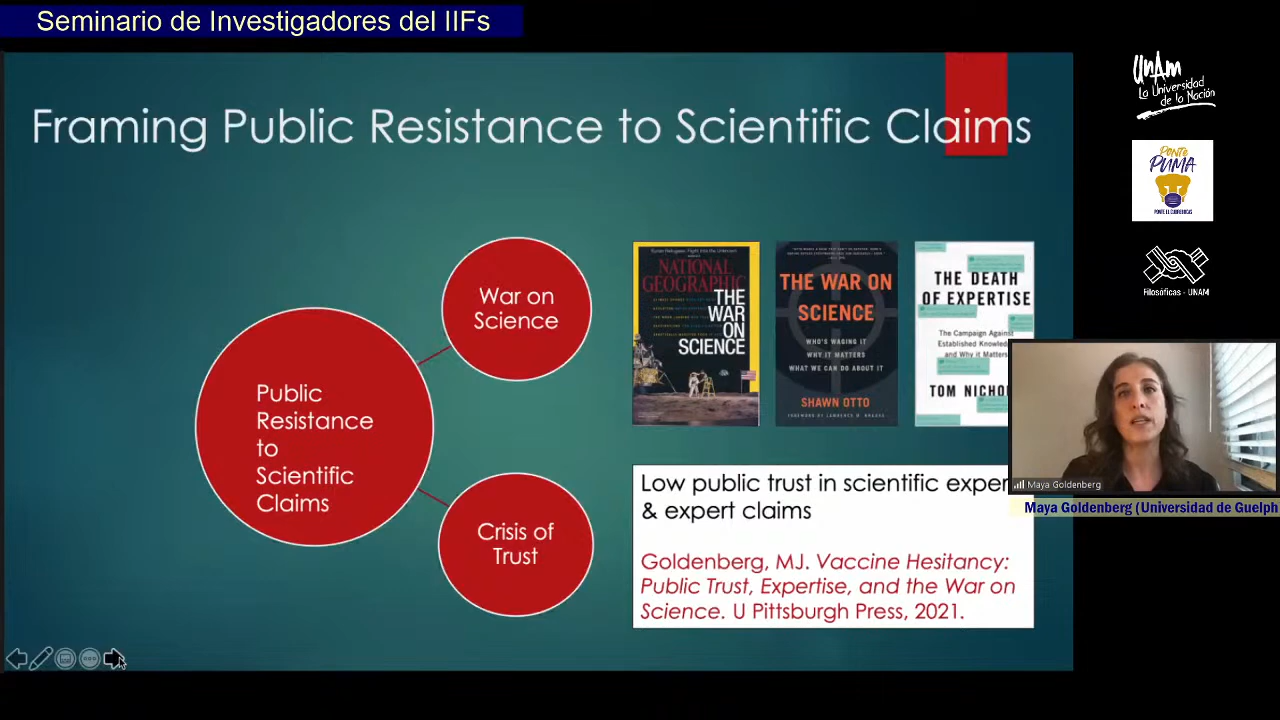 Seminario de Investigadores del IIFs
Framing Public Resistance to Scientific Claims
Public
Resistance
to
Scientific
Claims
War on
Science
Crisis of
Trust
NATIONAL
GEOGRAPHIC
THE
WAR
ON
SCIENCE
THE WAR ON
SCIENCE
WHO'S WAGING IT
WHY IT MATTERS
WHAT WE CAN DO ABOUT IT
SHAWN OTTO
THE DEATH
OF EXPERTISE
The Campaign Against
Established Knowled
and Why it Matters
TOM NICHO
Low public trust in scientific exper
& expert claims
Goldenberg, MJ. Vaccine Hesitancy:
Public Trust, Expertise, and the War on
Science. U Pittsburgh Press, 2021.
UNAM
La Universidad
de la Nación
PONTE
PUMA
PONTE EL CUBREBOCAS
Filosóficas - UNAM
Maya Goldenberg
Maya Goldenberg (Universidad de Guelph